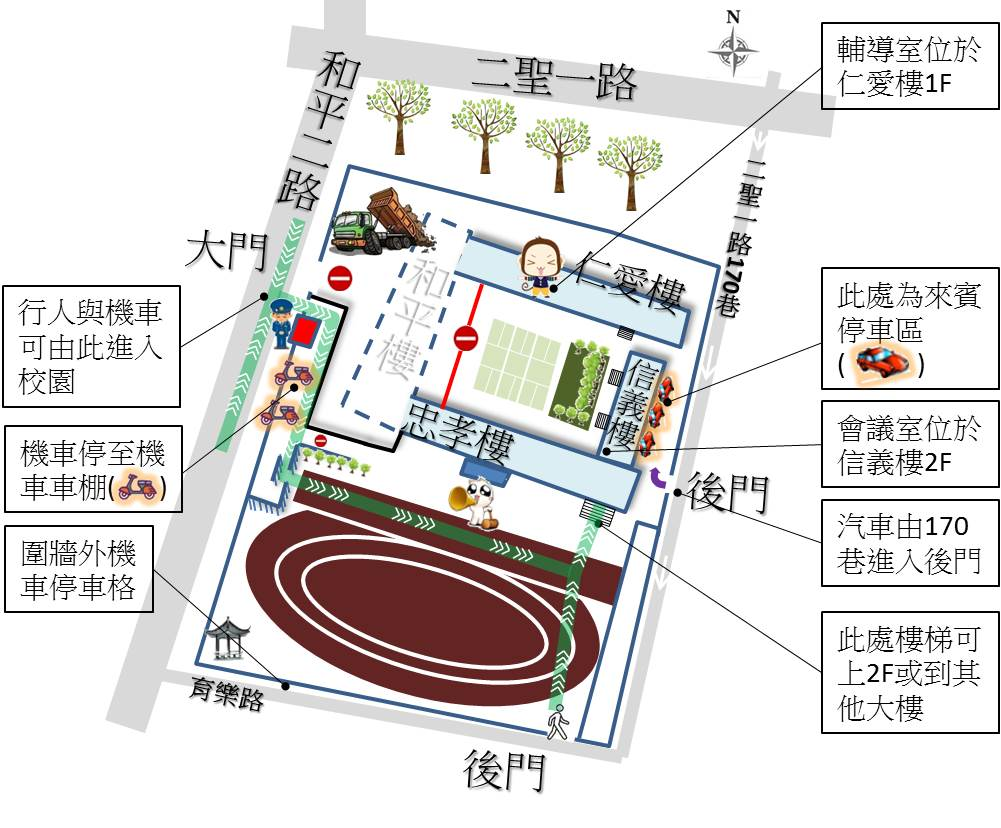 N
二聖一路
和平二路
二聖一路170巷
輔導室位於
仁愛樓1F
大門
仁愛樓
和平樓
信義樓
忠孝樓
行人與機車
可由此進入
校園
機車停至機
車車棚( )
圍牆外機
車停車格
此處為來賓
停車區
( )
會議室位於
信義樓2F
後門
汽車由170
巷進入後門
此處樓梯可
上2F或到其
他大樓
育樂路
後門